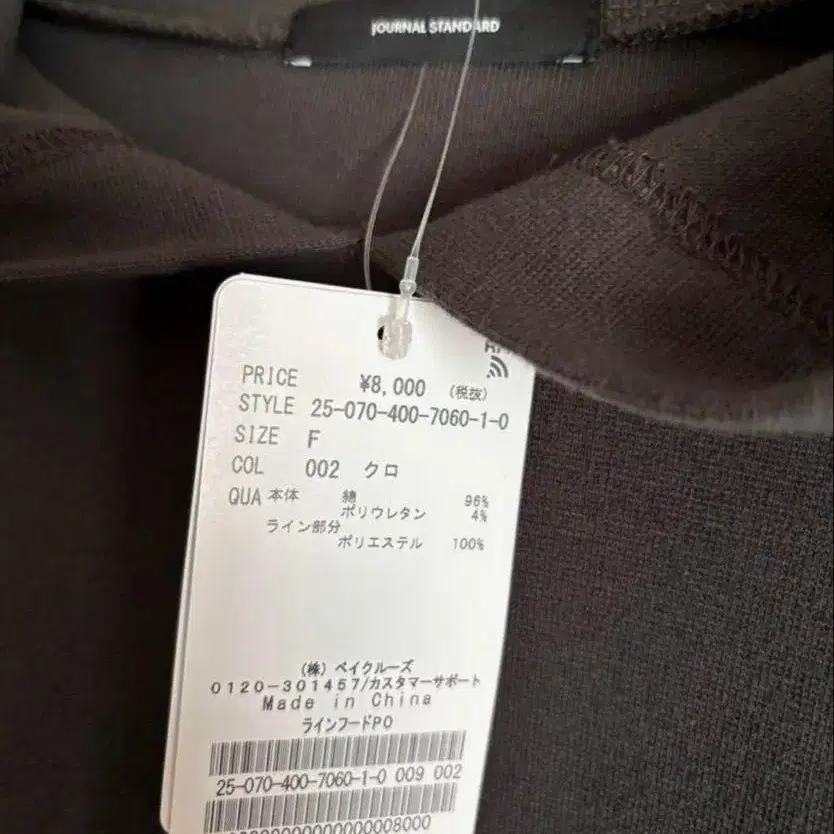 JOURNAL STANDARD
PRICE ¥8,000 (税抜)
STYLE 25-070-400-7060-1-0
SIZE F
COL 002 クロ
QUA 本体 綿 96%
ポリウレタン 4%
ライン部分
ポリエステル 100%
(株) ベイクルーズ
0120-301457/カスタマーサポート
Made in China
ラインフードPO
25-070-400-7060-1-0 009 002